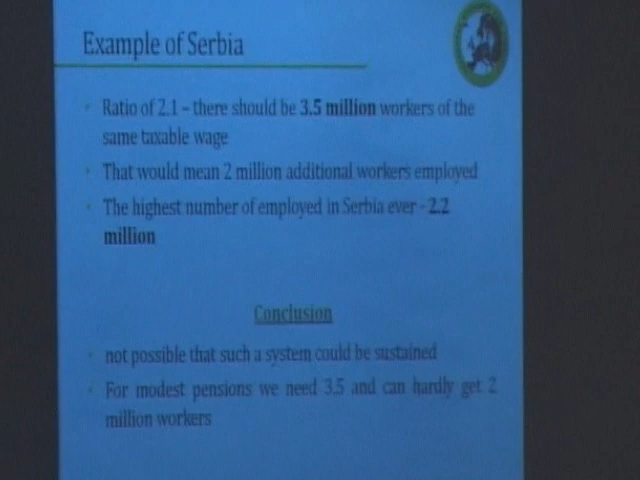 Example of Serbia
Ratio of 2.1 – there should be 3.5 million workers of the
same taxable wage
That would mean 2 million additional workers employed
The highest number of employed in Serbia ever - 2.2
million
Conclusion
not possible that such a system could be sustained
For modest pensions we need 3.5 and can hardly get 2
million workers